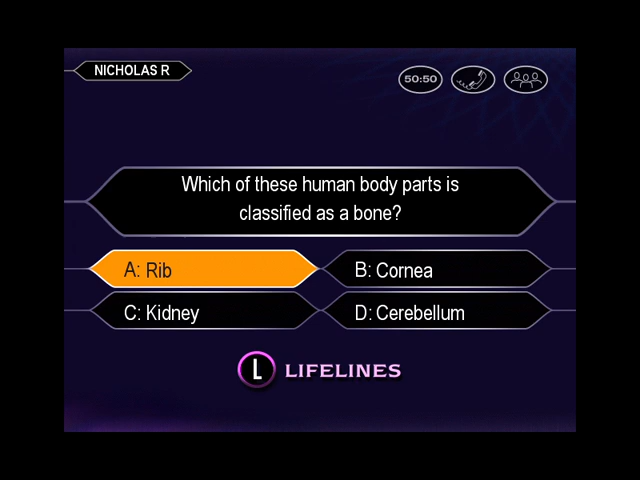 NICHOLAS R
50:50
Which of these human body parts is
classified as a bone?
A: Rib
B: Cornea
C: Kidney
D: Cerebellum
L LIFELINES